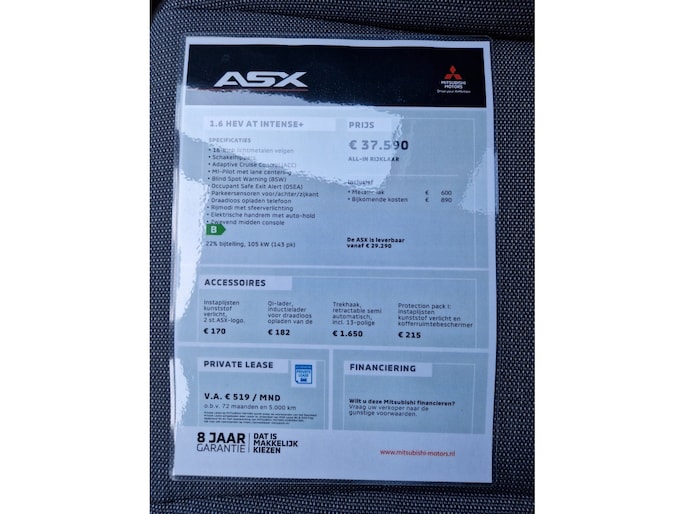 ASX
MITSUBISHI
MOTORS
Drive your Ambition
1.6 HEV AT INTENSE+
SPECIFICATIES
lichtmetalen velgen
Adaptive Cruise Control (ACC)
• MI-Pilot met lane centering
• Blind Spot Warning (BSW)
• Occupant Safe Exit Alert (OSEA)
Parkeersensoren voor/achter/zijkant
Draadloos opladen telefoon
Rijmodi met sfeerverlichting
• Elektrische handrem met auto-hold
Zwevend midden console
B
22% bijtelling, 105 kW (143 pk)
PRIJS
€ 37.590
ALL-IN RIJKLAAR
Inclusief
€ 600
• Bijkomende kosten € 890
De ASX is leverbaar
vanaf € 29.290
ACCESSOIRES
Instaplijsten
kunststof
verlicht,
2 st.ASX-logo.
€ 170
Qi-lader,
inductielader
voor draadloos
opladen van de
€ 182
Trekhaak,
retractable semi
automatisch,
incl. 13-polige
€ 1.650
Protection pack I:
instaplijsten
kunststof verlicht en
kofferruimtebeschermer
€ 215
PRIVATE LEASE
V.A. € 519 / MND
o.b.v. 72 maanden en 5.000 km
FINANCIERING
Wilt u deze Mitsubishi financieren?
Vraag uw verkoper naar de
gunstige voorwaarden.
8 JAAR
GARANTIE
DAT IS
MAKKELIJK
KIEZEN
www.mitsubishi-motors.nl